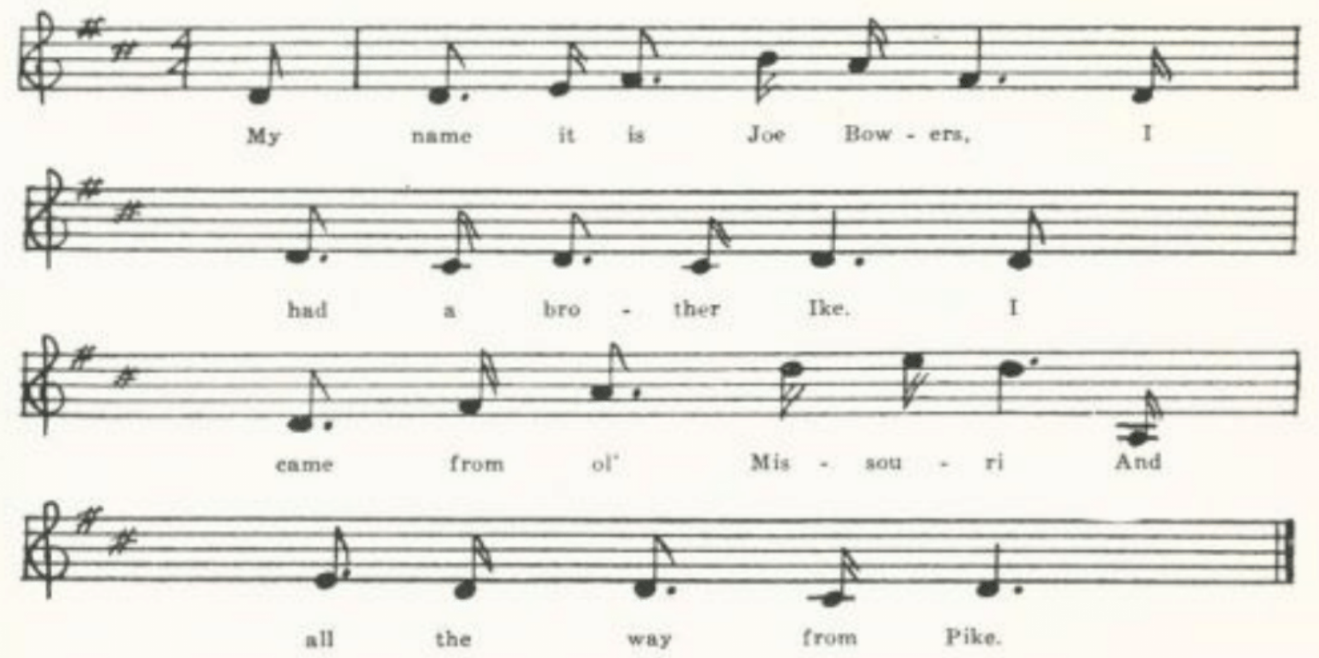 My name it is Joe Bow - ers, I
had a bro - ther Ike. I
came from ol' Mis - sou - ri And
all the way from Pike.